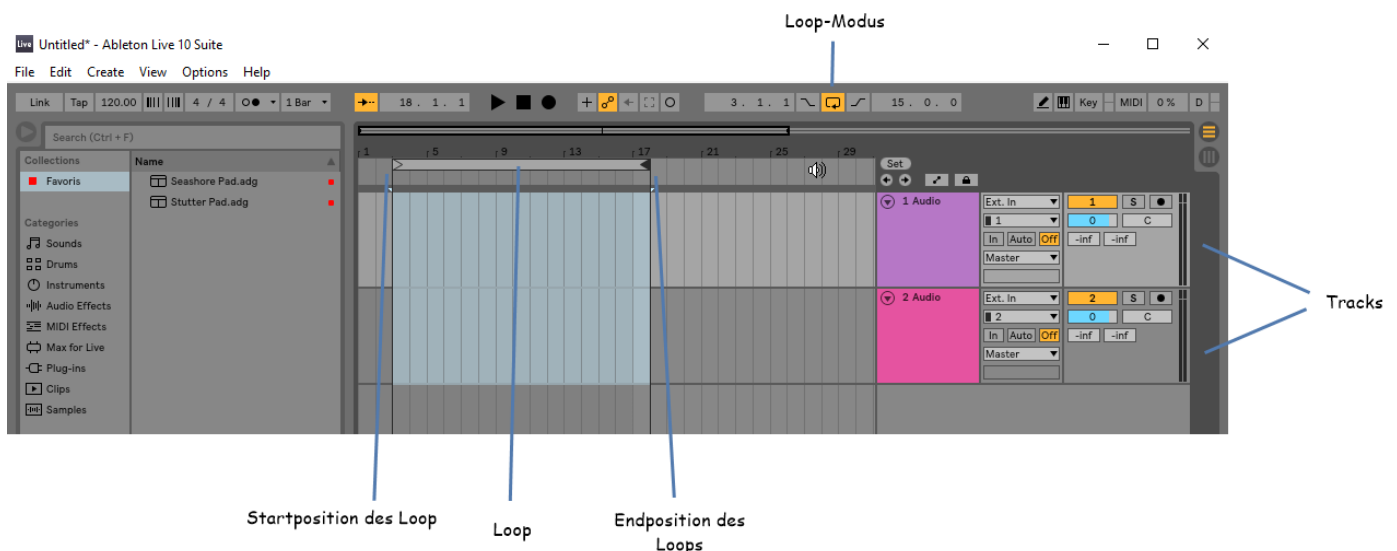 Loop-Modus
Live Untitled* - Ableton Live 10 Suite
File Edit Create View Options Help
Link Tap 120.00 4 / 4 1 Bar 18. 1. 1 3. 1. 1 15. 0. 0 Key MIDI 0 % D
Search (Ctrl + F)
Collections Name
1 5 9 13 17 21 25 29
Set
Favoris Seashore Pad.adg
Stutter Pad.adg
1 Audio Ext. In 1 S
1 0 C
In Auto Off -inf -inf
Master
Categories
Sounds
Drums
Instruments
Audio Effects
MIDI Effects
Max for Live
Plug-ins
Clips
Samples
2 Audio Ext. In 2 S
2 0 C
In Auto Off -inf -inf
Master
Tracks
Startposition des Loop
Loop
Endposition des
Loops